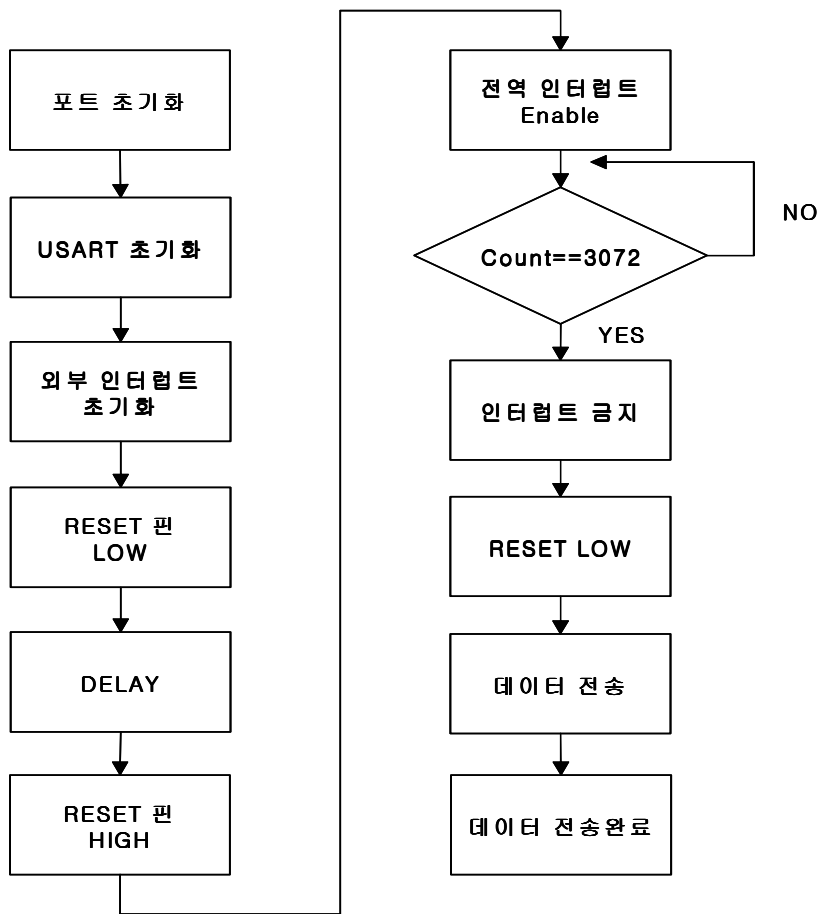 포트 초기화
USART 초기화
외부 인터럽트
초기화
RESET 핀
LOW
DELAY
RESET 핀
HIGH
전역 인터럽트
Enable
Count==3072
NO
YES
인터럽트 금지
RESET LOW
데이터 전송
데이터 전송완료